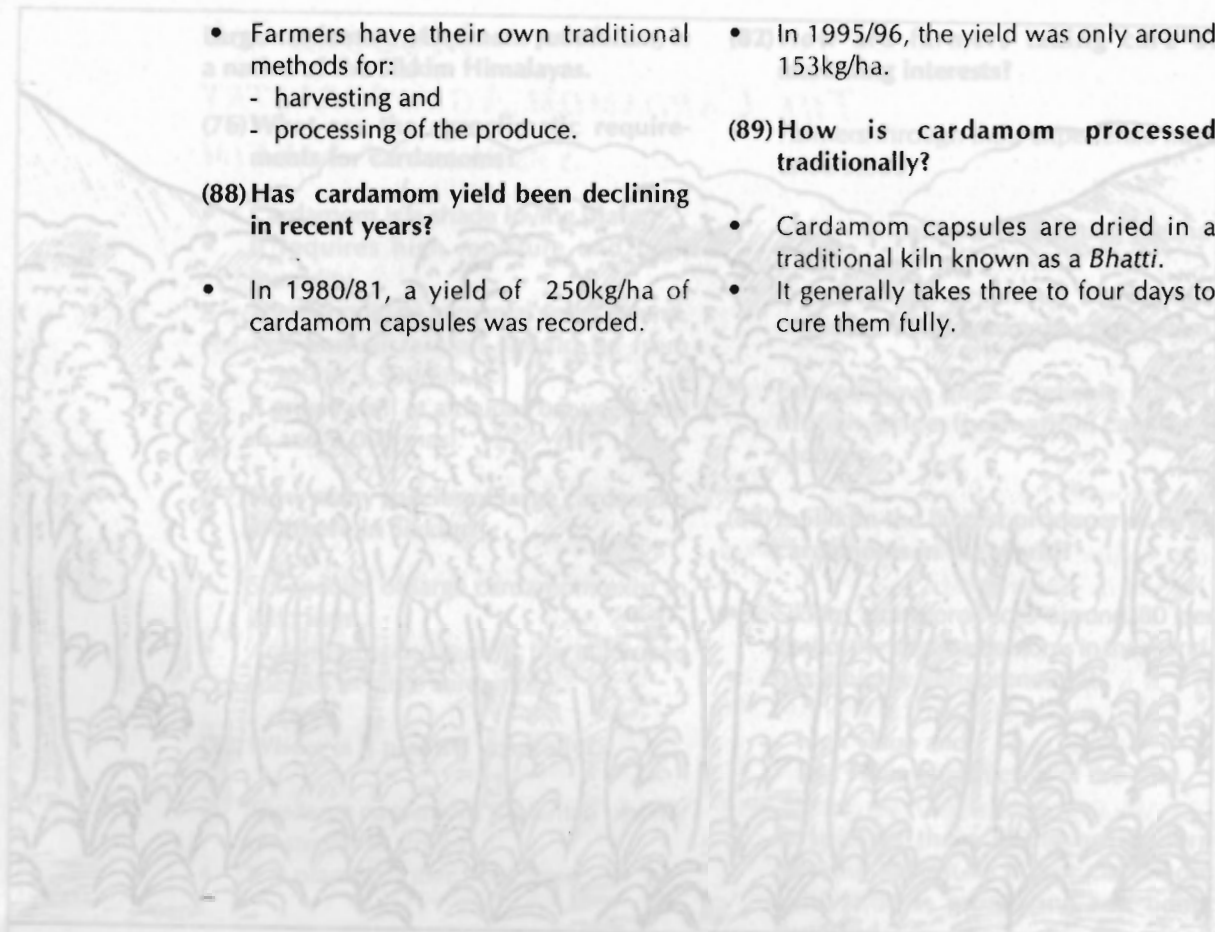 • Farmers have their own traditional
methods for:
- harvesting and
- processing of the produce.
(88) Has cardamom yield been declining
in recent years?
• In 1980/81, a yield of 250kg/ha of
cardamom capsules was recorded.
• In 1995/96, the yield was only around
153kg/ha.
(89) How is cardamom processed
traditionally?
• Cardamom capsules are dried in a
traditional kiln known as a Bhatti.
• It generally takes three to four days to
cure them fully.